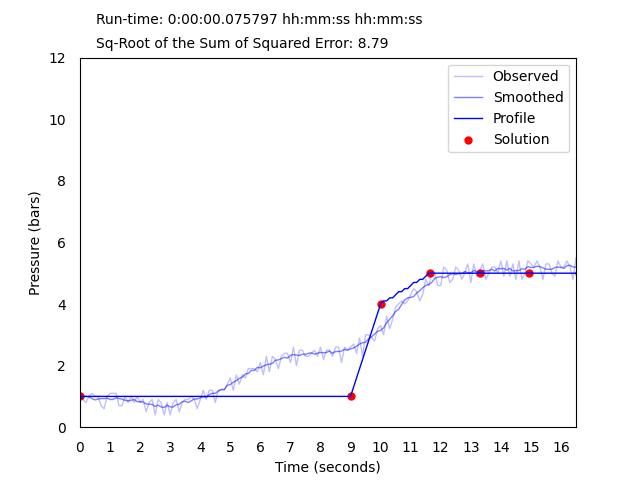 Run-time: 0:00:00.075797 hh:mm:ss hh:mm:ss
Sq-Root of the Sum of Squared Error: 8.79
12
10
8
6
4
2
0
Pressure (bars)
Observed
Smoothed
Profile
Solution
0 1 2 3 4 5 6 7 8 9 10 11 12 13 14 15 16
Time (seconds)